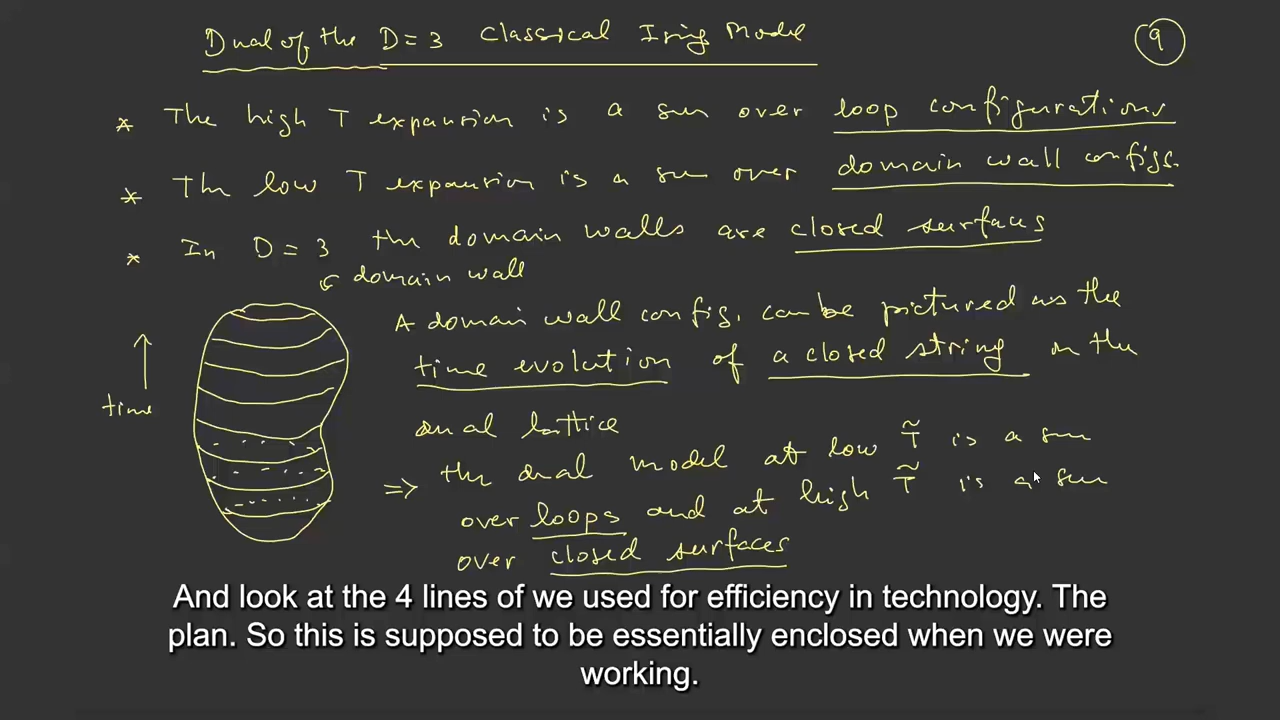 Dual of the D=3 Classical Ising Model
9
* The high T expansion is a sum over loop configurations
* The low T expansion is a sum over domain wall configs.
* In D=3 the domain walls are closed surfaces
domain wall
A domain wall config. can be pictured as the
time evolution of a closed string on the
dual lattice
time
⇒ the dual model at low T̃ is a sum
over loops and at high T̃ is a sum
over closed surfaces
And look at the 4 lines of we used for efficiency in technology. The
plan. So this is supposed to be essentially enclosed when we were
working.